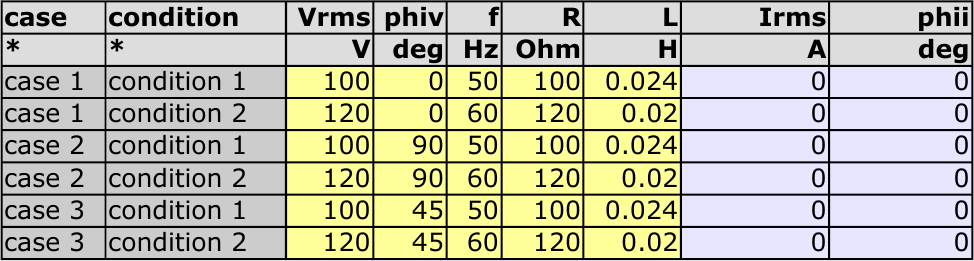 case condition Vrms phiv f R L Irms phii
* * V deg Hz Ohm H A deg
case 1 condition 1 100 0 50 100 0.024 0 0
case 1 condition 2 120 0 60 120 0.02 0 0
case 2 condition 1 100 90 50 100 0.024 0 0
case 2 condition 2 120 90 60 120 0.02 0 0
case 3 condition 1 100 45 50 100 0.024 0 0
case 3 condition 2 120 45 60 120 0.02 0 0